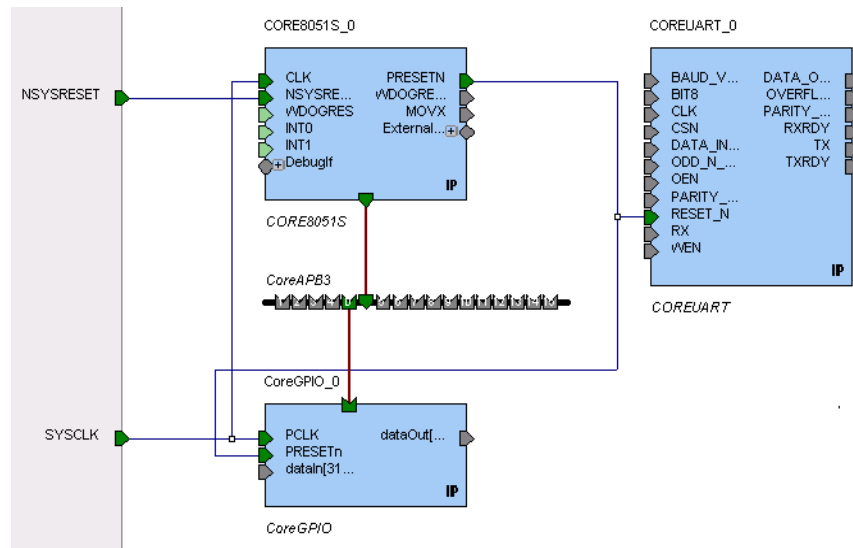 CORE8051S_0
COREUART_0
NSYSRESET
CLK
NSYSRE...
WDOGRES
INT0
INT1
DebugIf
PRESETN
WDOGRE...
MOVX
External...
IP
CORE8051S
BAUD_V...
BIT8
CLK
CSN
DATA_IN...
ODD_N_...
OEN
PARITY_...
RESET_N
RX
WEN
DATA_O...
OVERFL...
PARITY_...
RXRDY
TX
TXRDY
IP
COREUART
CoreAPB3
CoreGPIO_0
SYSCLK
PCLK
PRESETn
dataIn[31...
dataOut[...
IP
CoreGPIO